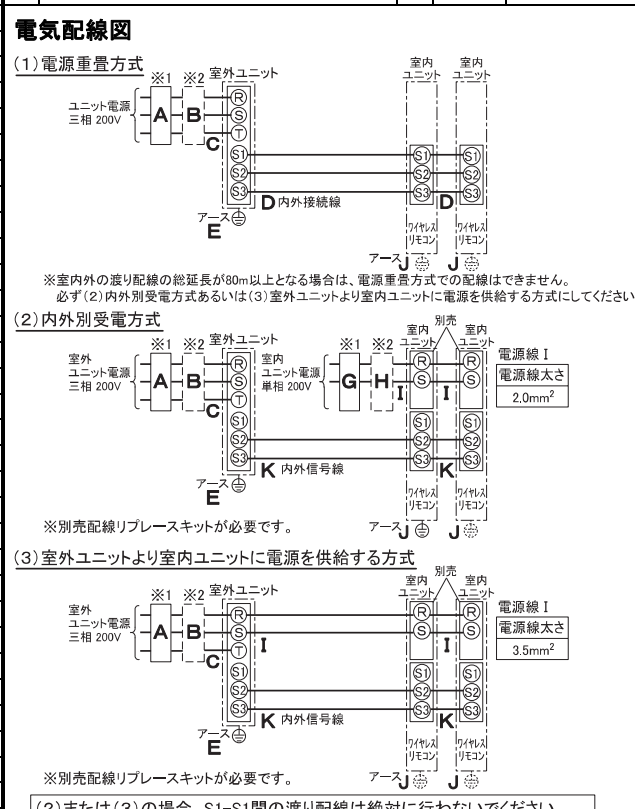 電気配線図
(1)電源重畳方式
※1 ※2 室外ユニット
室内
ユニット
室内
ユニット
ユニット電源
三相 200V
A B C
R
S
T
S1
S2
S3
S1
S2
S3
S1
S2
S3
D 内外接続線
D
アース
E
ワイヤレス
リモコン
ワイヤレス
リモコン
アース J J
※室内外の渡り配線の総延長が80m以上となる場合は、電源重畳方式での配線はできません。
必ず(2)内外別受電方式あるいは(3)室外ユニットより室内ユニットに電源を供給する方式にしてください
(2)内外別受電方式
※1 ※2 室外ユニット
※1 ※2
室内
ユニット
別売
室内
ユニット
室外
ユニット電源
三相 200V
A B C
R
S
T
S1
S2
S3
室内
ユニット電源
単相 200V
G H I I
R
S
S1
S2
S3
R
S
S1
S2
S3
電源線 I
電源線太さ
2.0mm²
K 内外信号線
K
アース
E
ワイヤレス
リモコン
ワイヤレス
リモコン
※別売配線リプレースキットが必要です。
アース J J
(3)室外ユニットより室内ユニットに電源を供給する方式
※1 ※2 室外ユニット
室内
ユニット
別売
室内
ユニット
室外
ユニット電源
三相 200V
A B C
R
S
T
S1
S2
S3
I I
R
S
S1
S2
S3
R
S
S1
S2
S3
電源線 I
電源線太さ
3.5mm²
K 内外信号線
K
アース
E
ワイヤレス
リモコン
ワイヤレス
リモコン
※別売配線リプレースキットが必要です。
アース J J
(2)または(3)の場合、S1-S1間の渡り配線は絶対に行わないでください。